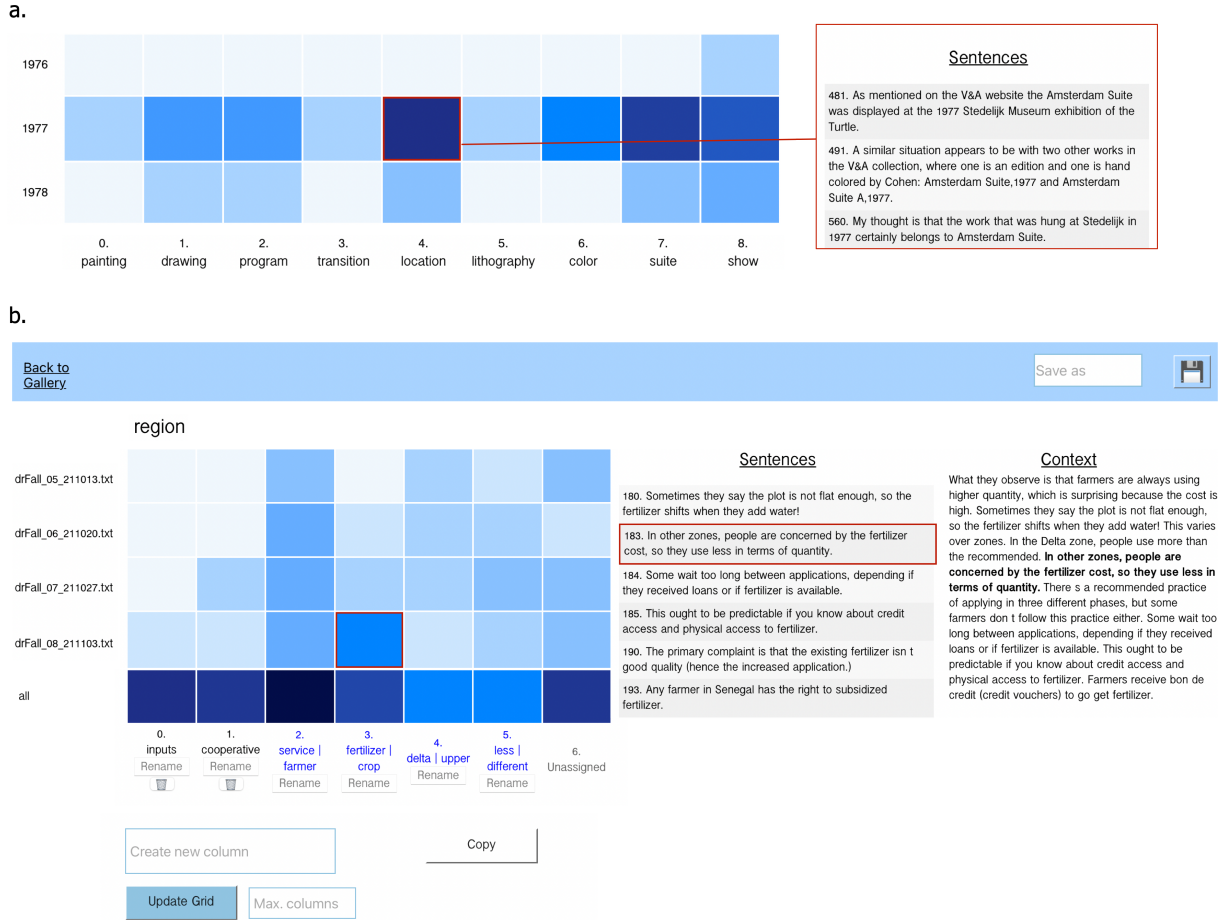 a.
1976
1977
1978
0.
painting
1.
drawing
2.
program
3.
transition
4.
location
5.
lithography
6.
color
7.
suite
8.
show
Sentences
481. As mentioned on the V&A website the Amsterdam Suite
was displayed at the 1977 Stedelijk Museum exhibition of the
Turtle.
491. A similar situation appears to be with two other works in
the V&A collection, where one is an edition and one is hand
colored by Cohen: Amsterdam Suite,1977 and Amsterdam
Suite A,1977.
560. My thought is that the work that was hung at Stedelijk in
1977 certainly belongs to Amsterdam Suite.
b.
Back to
Gallery
Save as
region
drFall_05_211013.txt
drFall_06_211020.txt
drFall_07_211027.txt
drFall_08_211103.txt
all
0.
inputs
Rename
1.
cooperative
Rename
2.
service |
farmer
Rename
3.
fertilizer |
crop
Rename
4.
delta | upper
Rename
5.
less |
different
Rename
6.
Unassigned
Sentences
180. Sometimes they say the plot is not flat enough, so the
fertilizer shifts when they add water!
183. In other zones, people are concerned by the fertilizer
cost, so they use less in terms of quantity.
184. Some wait too long between applications, depending if
they received loans or if fertilizer is available.
185. This ought to be predictable if you know about credit
access and physical access to fertilizer.
190. The primary complaint is that the existing fertilizer isn t
good quality (hence the increased application.)
193. Any farmer in Senegal has the right to subsidized
fertilizer.
Context
What they observe is that farmers are always using
higher quantity, which is surprising because the cost is
high. Sometimes they say the plot is not flat enough,
so the fertilizer shifts when they add water! This varies
over zones. In the Delta zone, people use more than
the recommended. In other zones, people are
concerned by the fertilizer cost, so they use less in
terms of quantity. There s a recommended practice
of applying in three different phases, but some
farmers don t follow this practice either. Some wait too
long between applications, depending if they received
loans or if fertilizer is available. This ought to be
predictable if you know about credit access and
physical access to fertilizer. Farmers receive bon de
credit (credit vouchers) to go get fertilizer.
Create new column
Copy
Update Grid
Max. columns